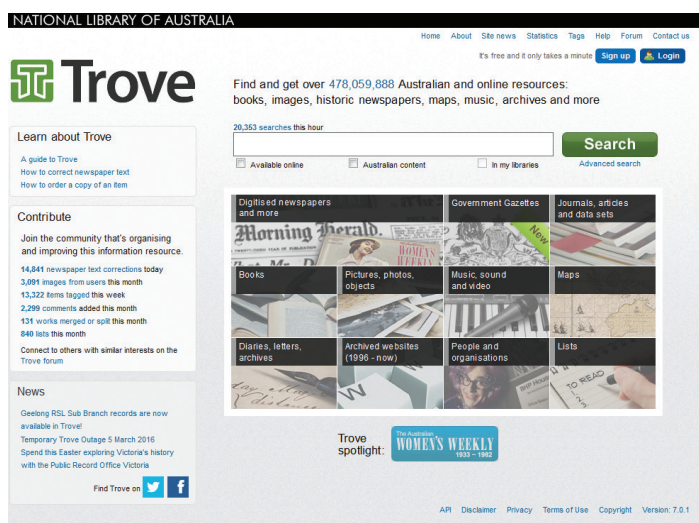 NATIONAL LIBRARY OF AUSTRALIA
Home About Site news Statistics Tags Help Forum Contact us
It's free and it only takes a minute Sign up Login
Trove
Find and get over 478,059,888 Australian and online resources:
books, images, historic newspapers, maps, music, archives and more
20,353 searches this hour
Search
Available online Australian content In my libraries Advanced search
Learn about Trove
A guide to Trove
How to correct newspaper text
How to order a copy of an item
Contribute
Join the community that's organising
and improving this information resource.
14,841 newspaper text corrections today
3,091 images from users this month
13,322 items tagged this week
2,299 comments added this month
131 works merged or split this month
840 lists this month
Connect to others with similar interests on the
Trove forum
News
Geelong RSL Sub Branch records are now
available in Trove!
Temporary Trove Outage 5 March 2016
Spend this Easter exploring Victoria's history
with the Public Record Office Victoria
Find Trove on
Digitised newspapers
and more
Morning Herald.
WOMEN'S
WEEKLY
Government Gazettes
New
Journals, articles
and data sets
Books
Pictures, photos,
objects
Music, sound
and video
Maps
Diaries, letters,
archives
Archived websites
(1996 - now)
W
People and
organisations
Lists
TO READ
Trove
spotlight:
The Australian
WOMEN'S WEEKLY
1933 – 1982
API Disclaimer Privacy Terms of Use Copyright Version: 7.0.1